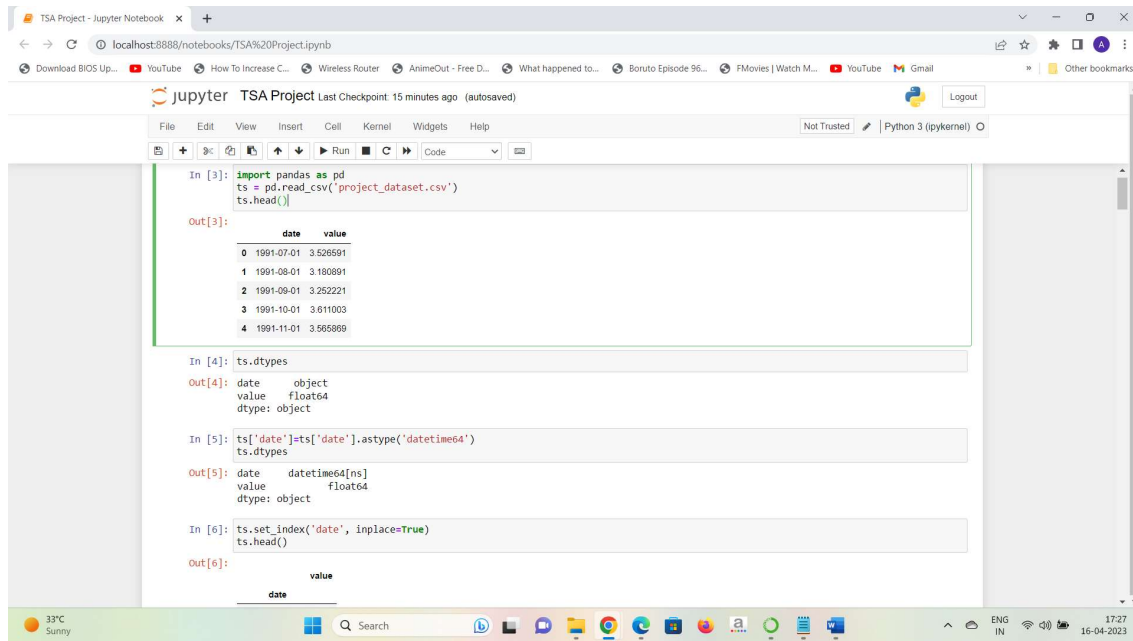 TSA Project - Jupyter Notebook
localhost:8888/notebooks/TSA%20Project.ipynb
Download BIOS Up... YouTube How To Increase C... Wireless Router AnimeOut - Free D... What happened to... Boruto Episode 96... FMovies | Watch M... YouTube Gmail » Other bookmarks
jupyter TSA Project Last Checkpoint: 15 minutes ago (autosaved) Logout
File Edit View Insert Cell Kernel Widgets Help Not Trusted Python 3 (ipykernel)
Run Code
In [3]: import pandas as pd
ts = pd.read_csv('project_dataset.csv')
ts.head()
Out[3]:
date value
0 1991-07-01 3.526591
1 1991-08-01 3.180891
2 1991-09-01 3.252221
3 1991-10-01 3.611003
4 1991-11-01 3.565869
In [4]: ts.dtypes
Out[4]: date object
value float64
dtype: object
In [5]: ts['date']=ts['date'].astype('datetime64')
ts.dtypes
Out[5]: date datetime64[ns]
value float64
dtype: object
In [6]: ts.set_index('date', inplace=True)
ts.head()
Out[6]:
value
date
33°C
Sunny
Search
ENG
IN
17:27
16-04-2023